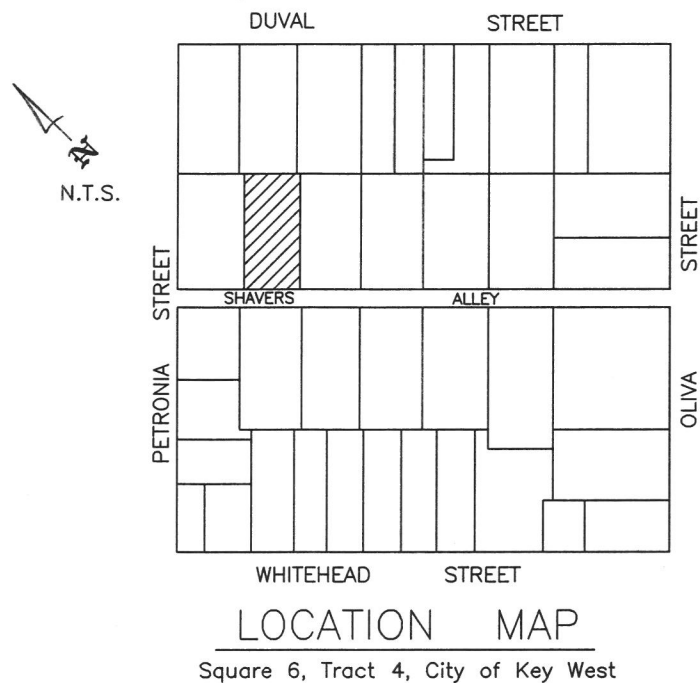 DUVAL STREET
N
N.T.S.
STREET
PETRONIA
SHAVERS ALLEY
STREET
OLIVA
WHITEHEAD STREET
LOCATION MAP
Square 6, Tract 4, City of Key West